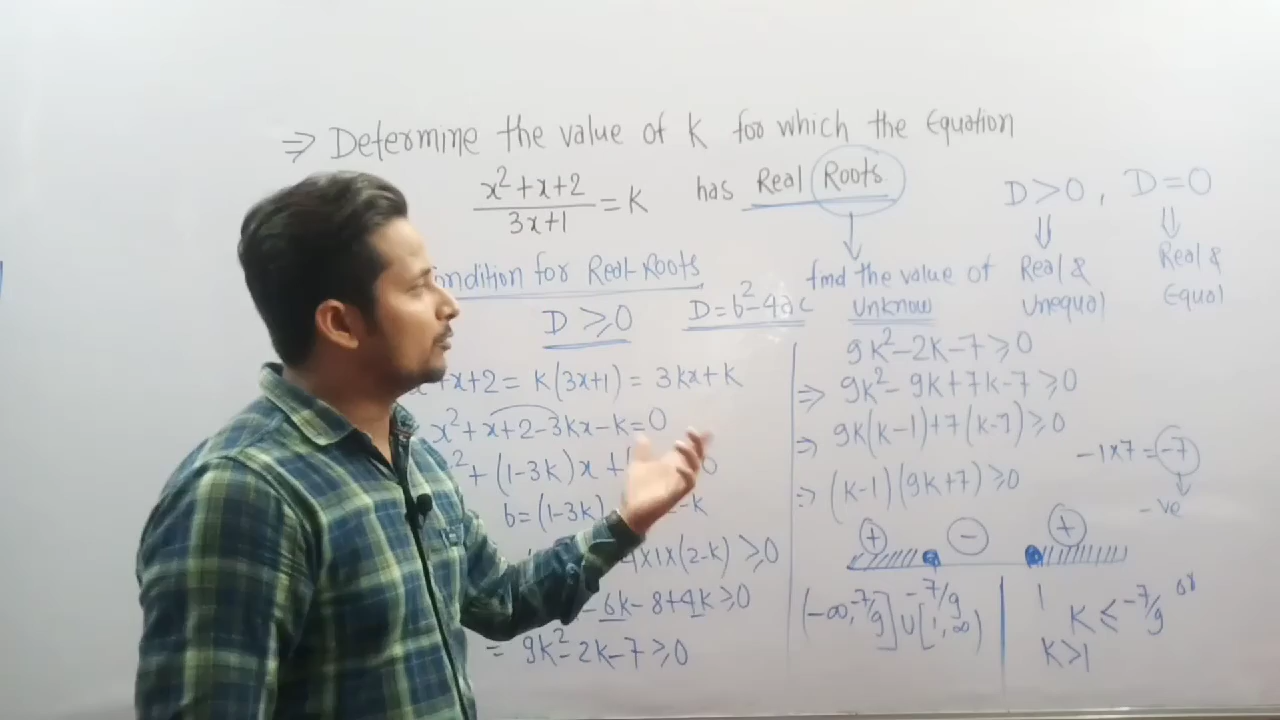 ⇒ Determine the value of K for which the Equation
x²+x+2 / 3x+1 = K has Real Roots
D>0, D=0
ondition for Real-Roots
find the value of Unknow
Real & Unequal
Real & Equal
D ≥ 0 D=b²-4ac
+x+2 = K(3x+1) = 3Kx+K
x²+x+2-3Kx-K=0
²+(1-3K)x+
b=(1-3K) -K
4x1x(2-K) ≥0
-6K-8+4K ≥0
= 9K²-2K-7 ≥0
9K²-2K-7 ≥0
⇒ 9K²-9K+7K-7 ≥0
⇒ 9K(K-1)+7(K-7) ≥0
⇒ (K-1)(9K+7) ≥0
-1x7 = -7
-ve
+ - +
-7/9 1
(-∞,-7/9] ∪ [1,∞)
K ≤ -7/9 or
K>1